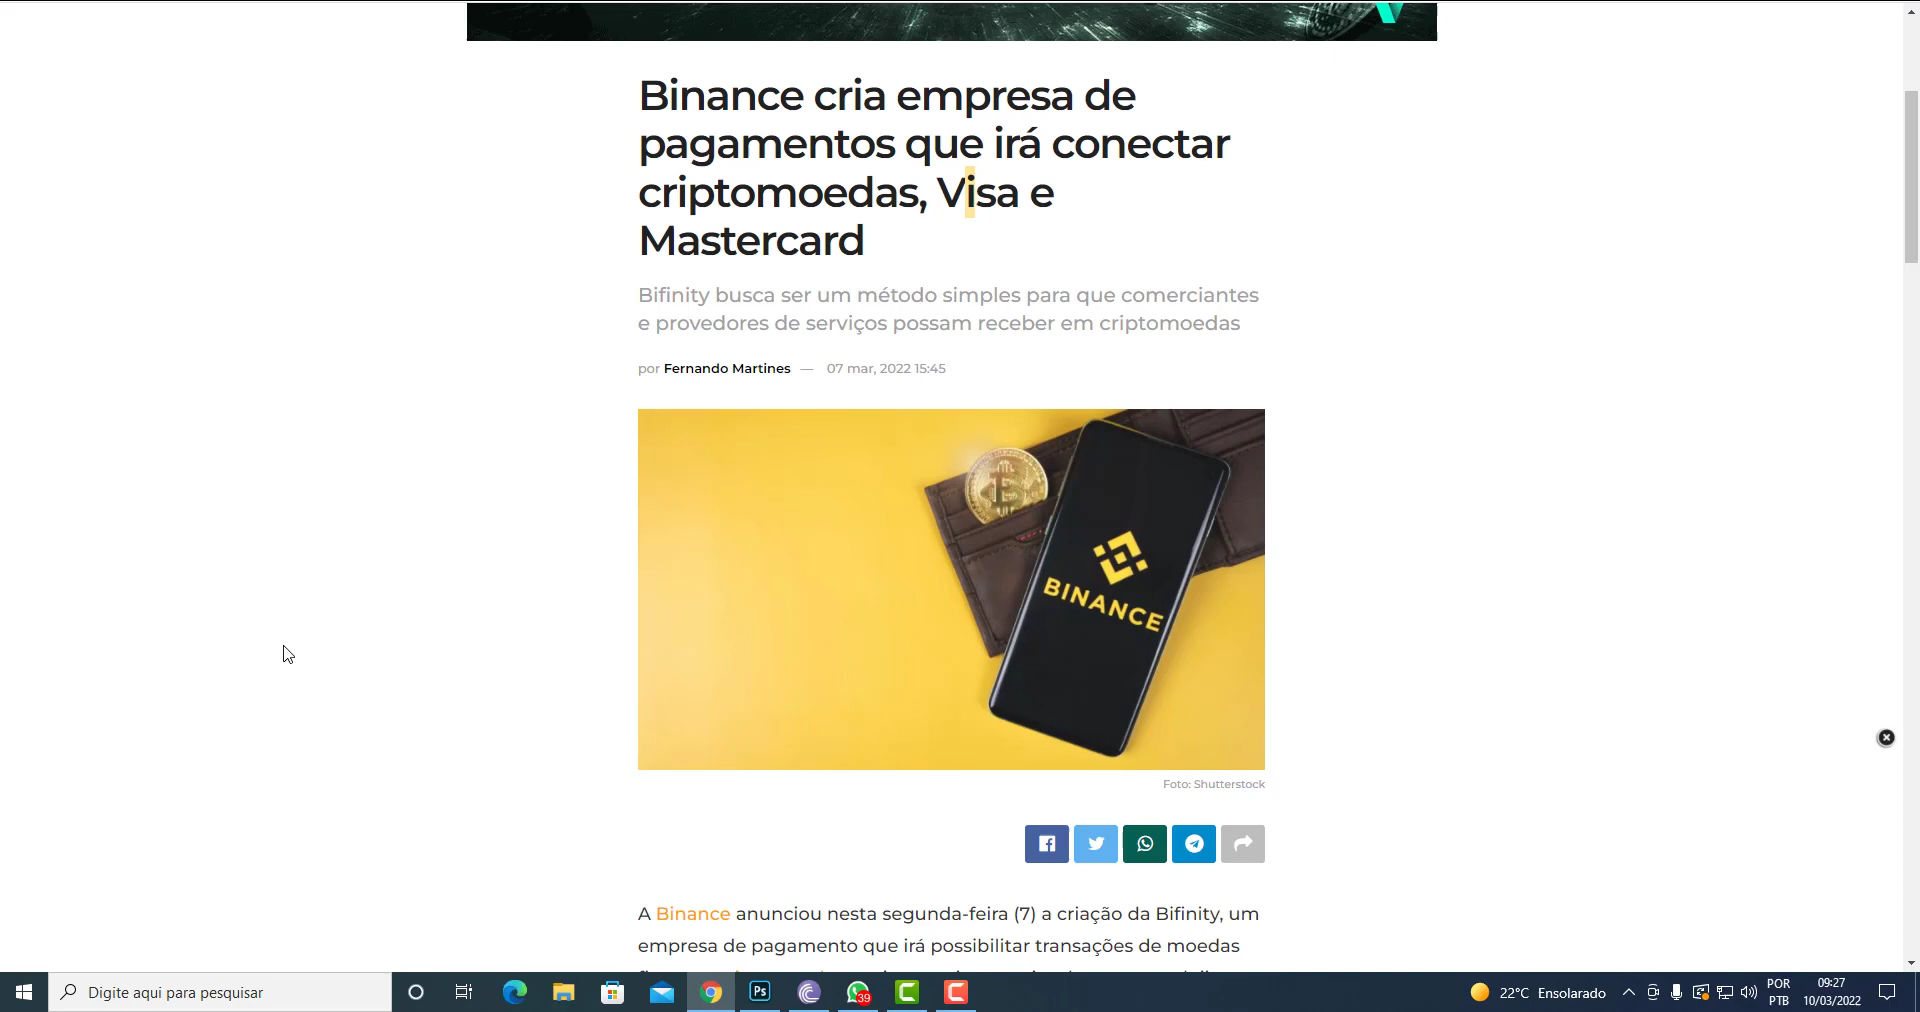 Binance cria empresa de
pagamentos que irá conectar
criptomoedas, Visa e
Mastercard
Bifinity busca ser um método simples para que comerciantes
e provedores de serviços possam receber em criptomoedas
por Fernando Martines — 07 mar, 2022 15:45
BINANCE
Foto: Shutterstock
A Binance anunciou nesta segunda-feira (7) a criação da Bifinity, um
empresa de pagamento que irá possibilitar transações de moedas
Digite aqui para pesquisar
Ps
39
22°C Ensolarado
POR
PTB
09:27
10/03/2022